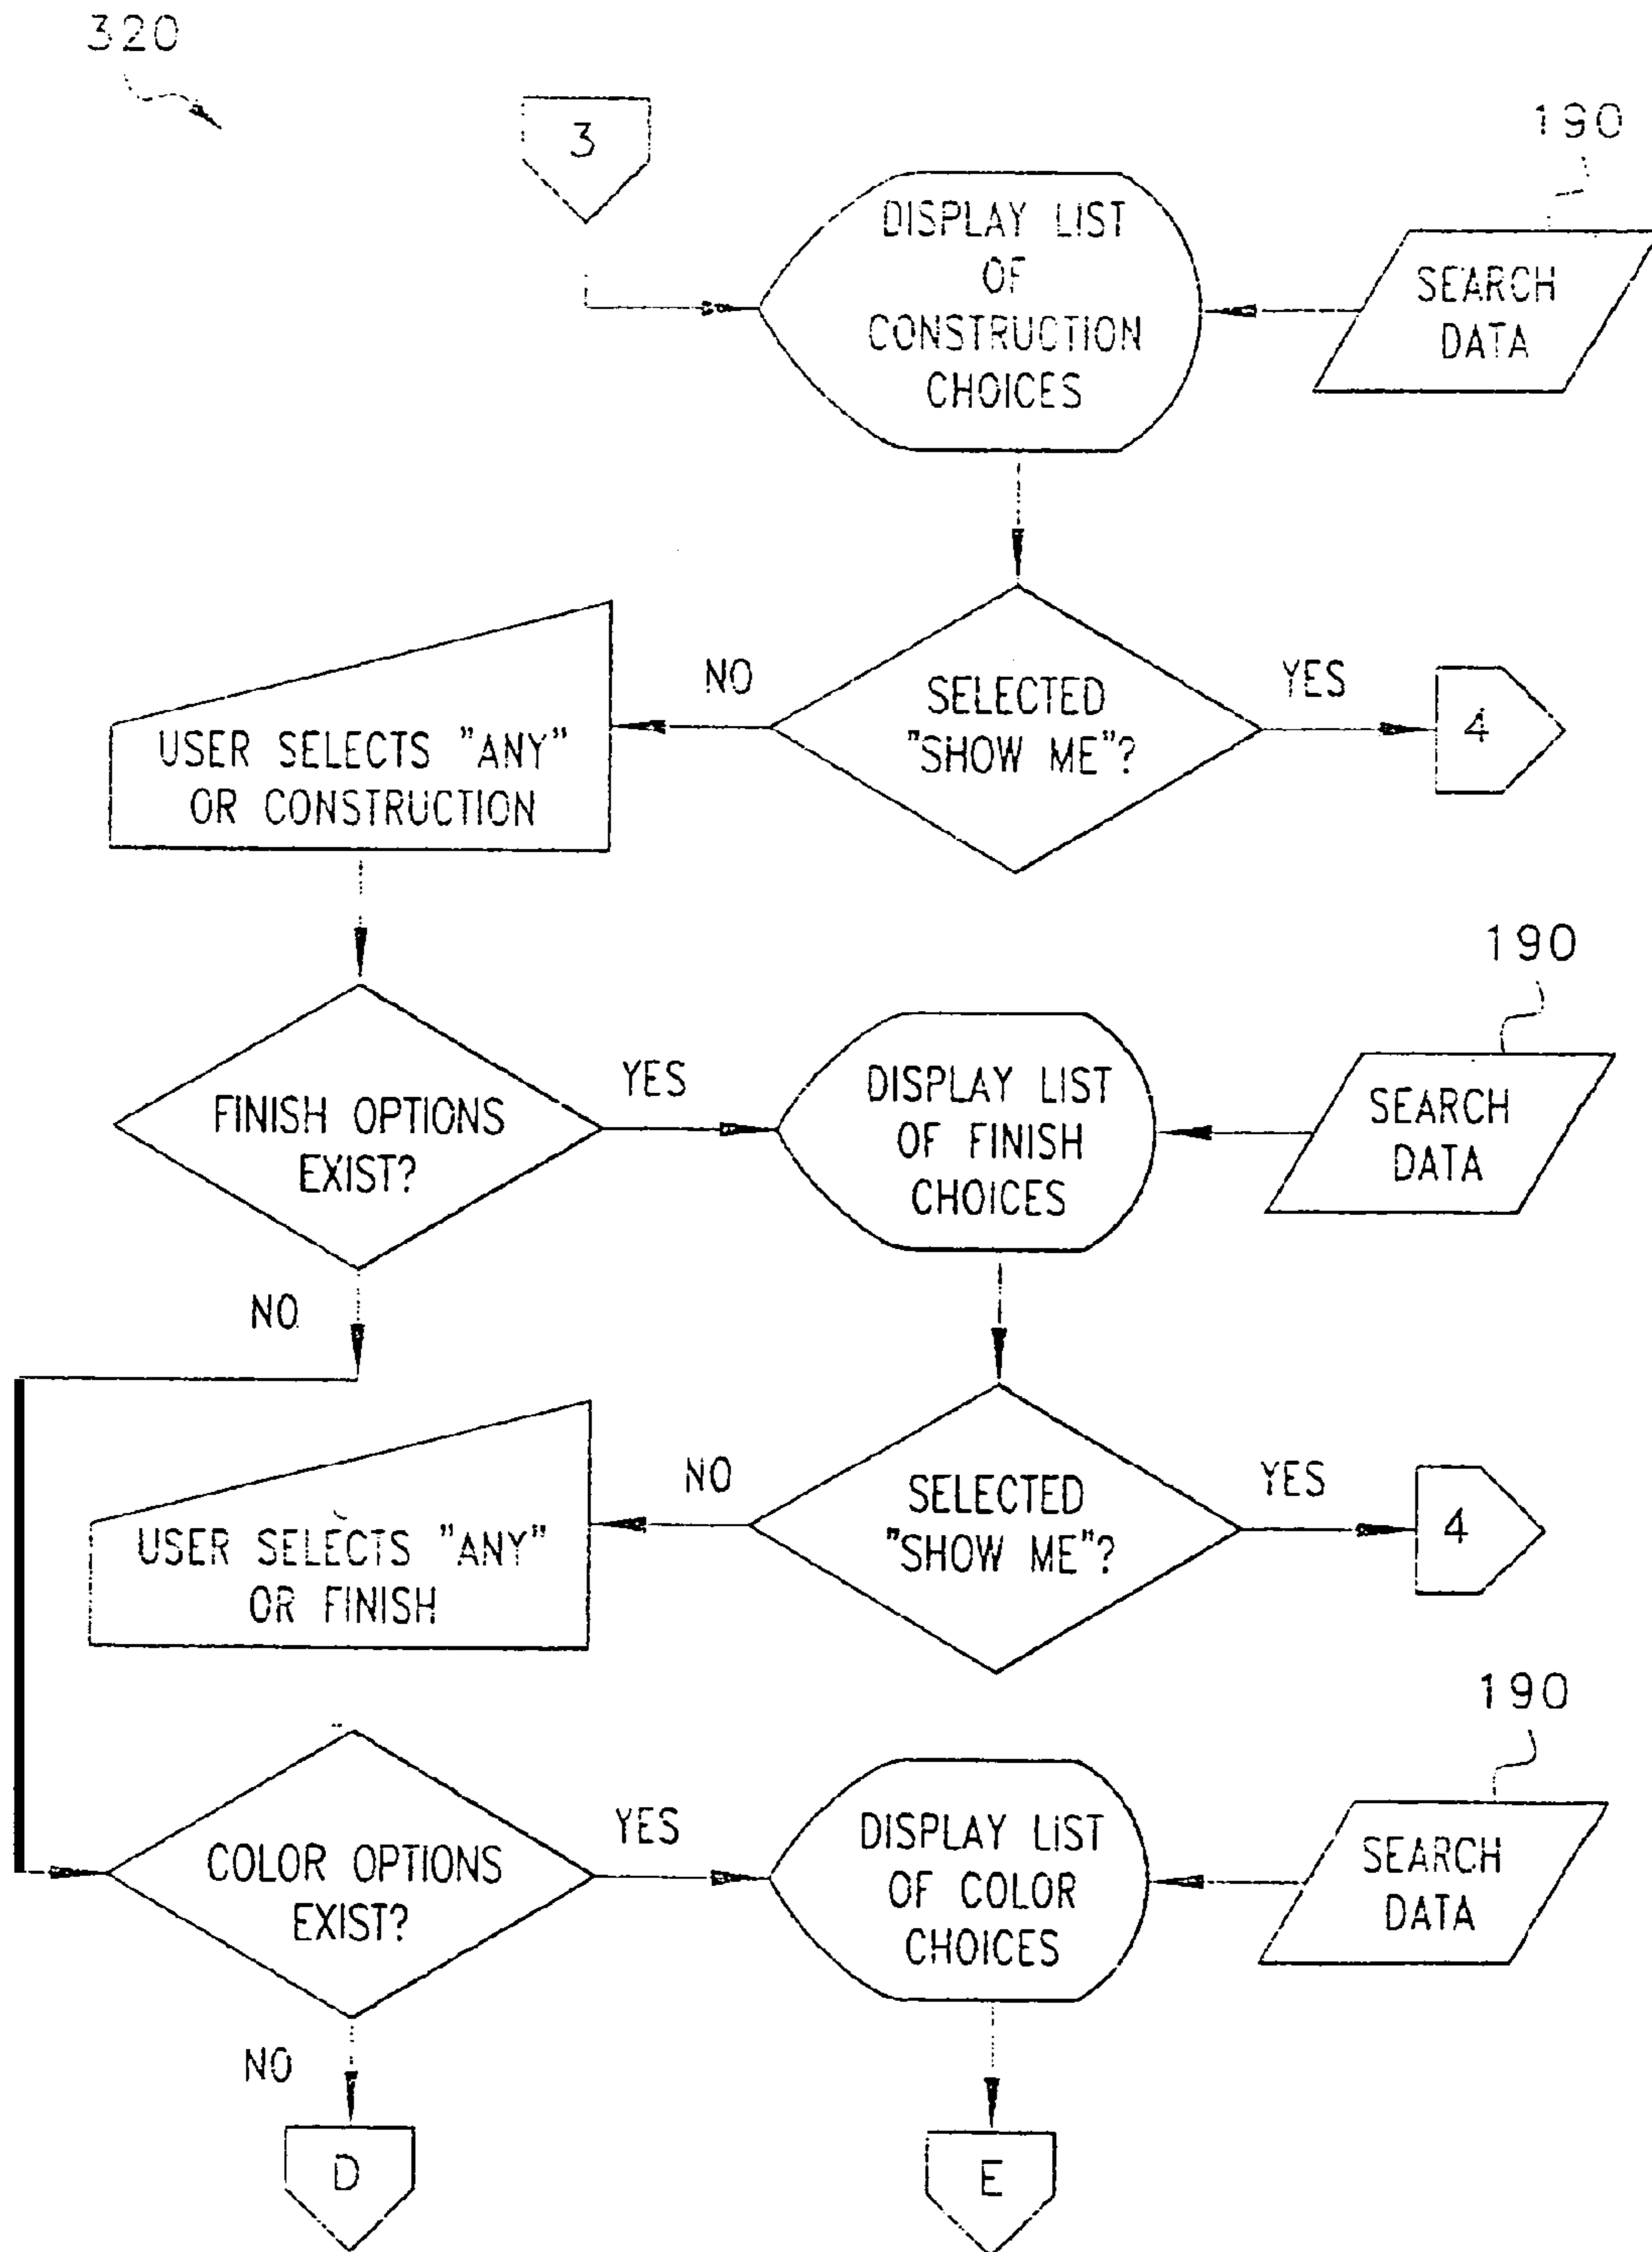 320
3
190
DISPLAY LIST
OF
CONSTRUCTION
CHOICES
SEARCH
DATA
NO
SELECTED
"SHOW ME"?
YES
4
USER SELECTS "ANY"
OR CONSTRUCTION
190
FINISH OPTIONS
EXIST?
YES
DISPLAY LIST
OF FINISH
CHOICES
SEARCH
DATA
NO
NO
SELECTED
"SHOW ME"?
YES
4
USER SELECTS "ANY"
OR FINISH
190
COLOR OPTIONS
EXIST?
YES
DISPLAY LIST
OF COLOR
CHOICES
SEARCH
DATA
NO
D
E